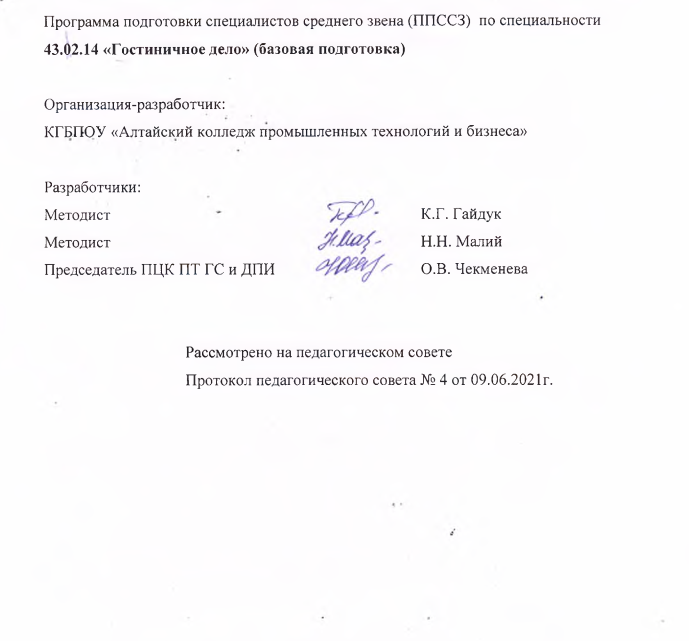 Программа подготовки специалистов среднего звена (ППССЗ) по специальности
43.02.14 «Гостиничное дело» (базовая подготовка)
Организация-разработчик:
КГБПОУ «Алтайский колледж промышленных технологий и бизнеса»
Разработчики:
Методист К.Г. Гайдук
Методист Н.Н. Малий
Председатель ПЦК ПТ ГС и ДПИ О.В. Чекменева
Рассмотрено на педагогическом совете
Протокол педагогического совета № 4 от 09.06.2021г.